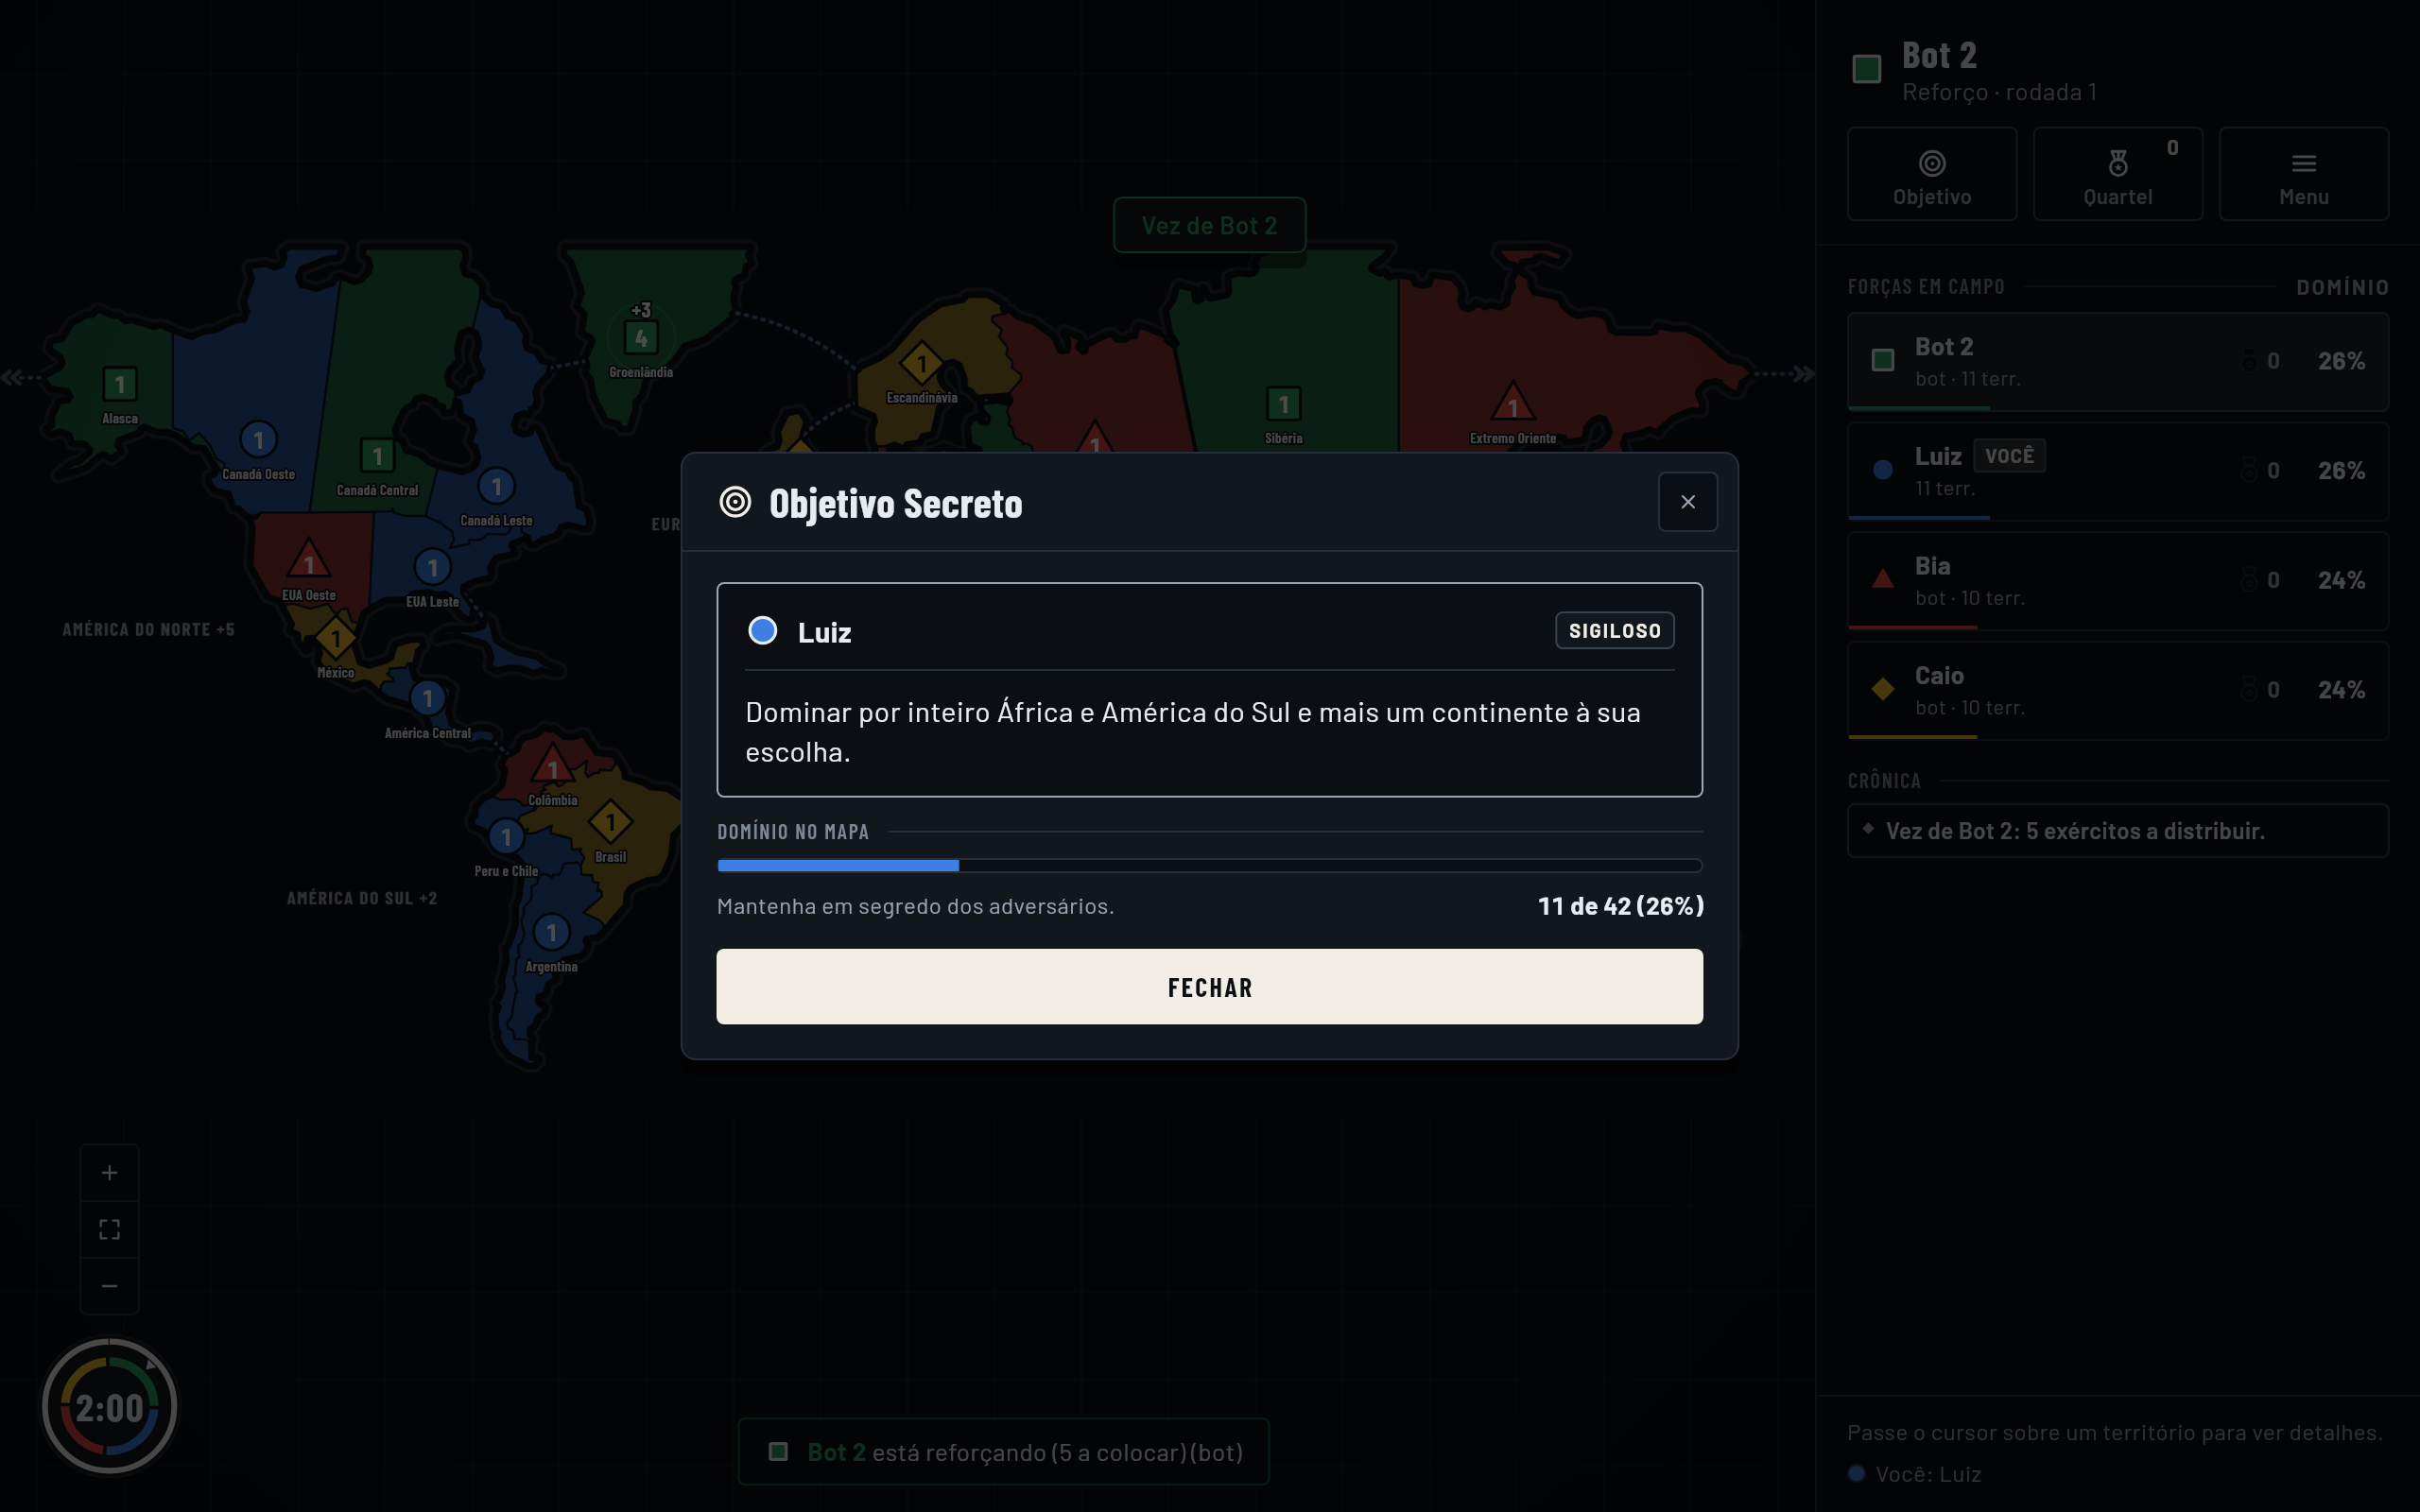 Bot 2
Reforço · rodada 1
Objetivo
0
Quartel
Menu
Vez de Bot 2
FORÇAS EM CAMPO
DOMÍNIO
Bot 2
bot · 11 terr.
0
26%
Luiz
VOCÊ
11 terr.
0
26%
Bia
bot · 10 terr.
0
24%
Caio
bot · 10 terr.
0
24%
CRÔNICA
Vez de Bot 2: 5 exércitos a distribuir.
1
Alasca
1
Canadá Oeste
1
Canadá Central
1
Canadá Leste
+3
4
Groenlândia
1
Escandinávia
1
1
Sibéria
1
Extremo Oriente
1
EUA Oeste
1
EUA Leste
AMÉRICA DO NORTE +5
1
México
1
América Central
1
Colômbia
1
Brasil
1
Peru e Chile
AMÉRICA DO SUL +2
1
Argentina
EUR
Objetivo Secreto
Luiz
SIGILOSO
Dominar por inteiro África e América do Sul e mais um continente à sua
escolha.
DOMÍNIO NO MAPA
Mantenha em segredo dos adversários.
11 de 42 (26%)
FECHAR
2:00
Bot 2 está reforçando (5 a colocar) (bot)
Passe o cursor sobre um território para ver detalhes.
Você: Luiz